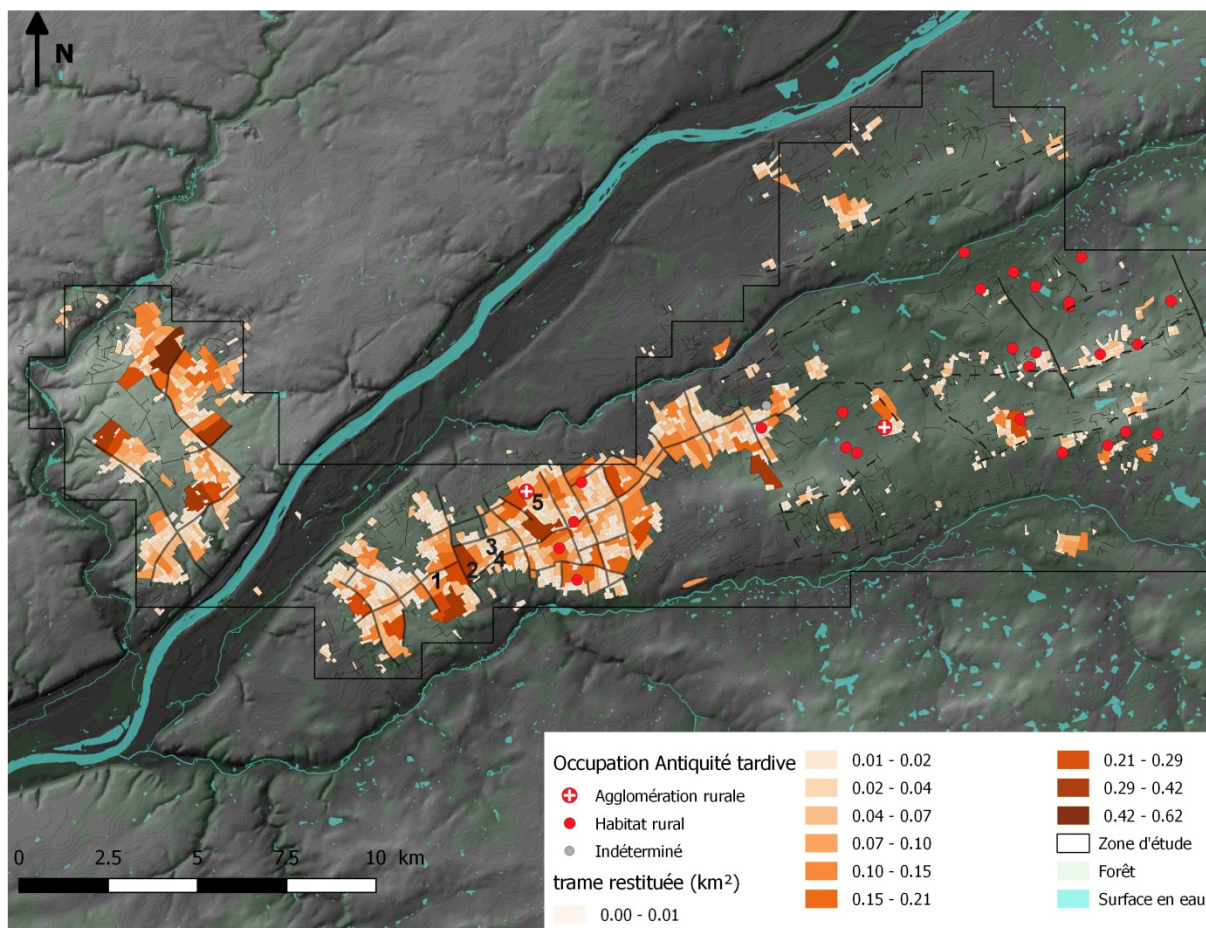 N
5
3
4
2
1
0 2.5 5 7.5 10 km
Occupation Antiquité tardive
Agglomération rurale
Habitat rural
Indéterminé
trame restituée (km²)
0.00 - 0.01
0.01 - 0.02
0.02 - 0.04
0.04 - 0.07
0.07 - 0.10
0.10 - 0.15
0.15 - 0.21
0.21 - 0.29
0.29 - 0.42
0.42 - 0.62
Zone d'étude
Forêt
Surface en eau